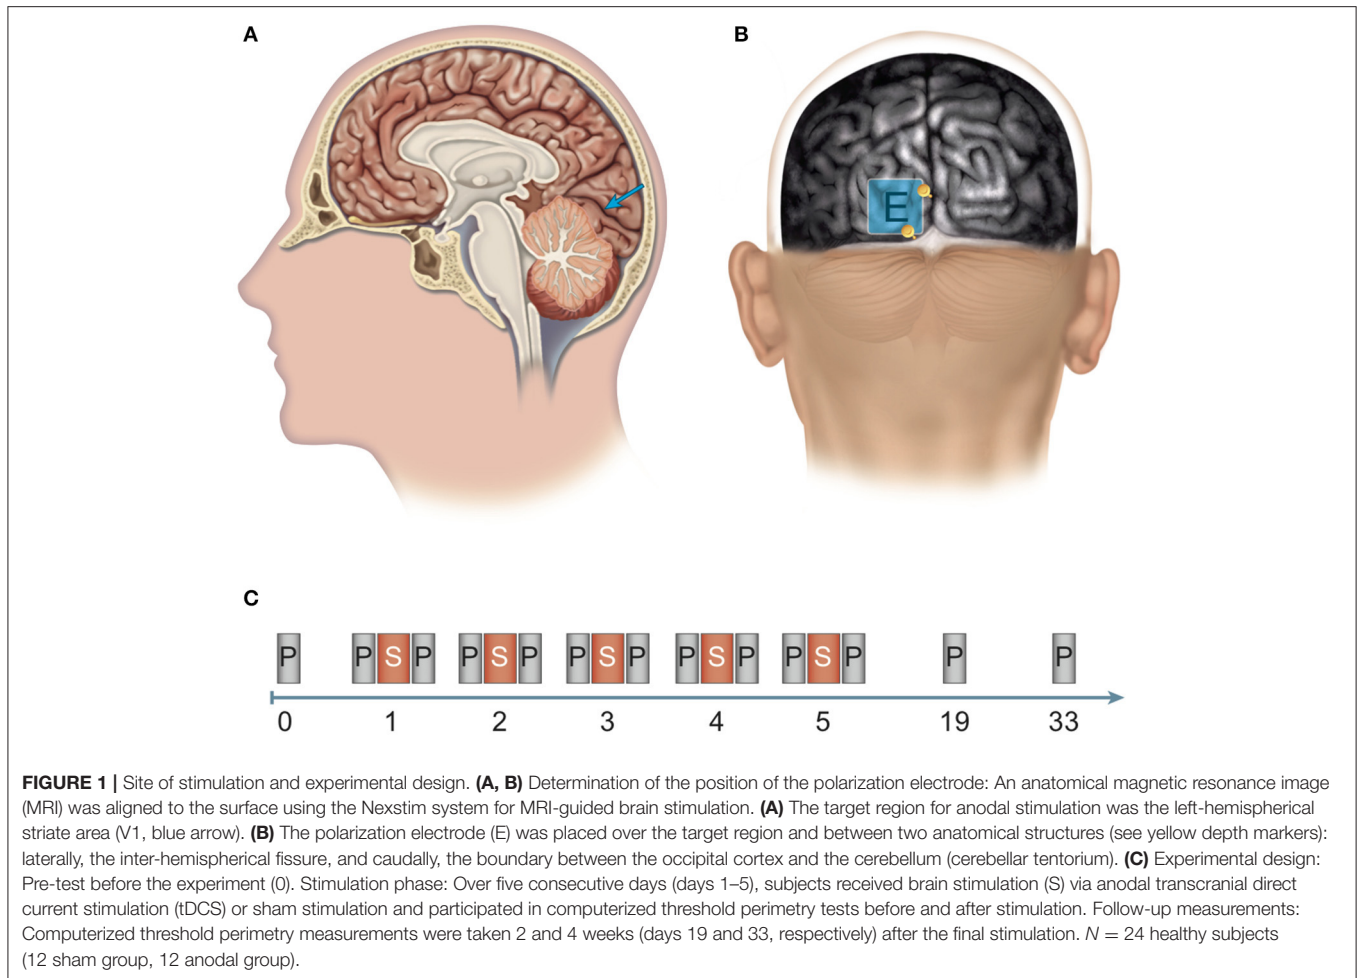 A
B
E
C
P
P S P
P S P
P S P
P S P
P S P
P
P
0 1 2 3 4 5 19 33
FIGURE 1 | Site of stimulation and experimental design. (A, B) Determination of the position of the polarization electrode: An anatomical magnetic resonance image
(MRI) was aligned to the surface using the Nexstim system for MRI-guided brain stimulation. (A) The target region for anodal stimulation was the left-hemispherical
striate area (V1, blue arrow). (B) The polarization electrode (E) was placed over the target region and between two anatomical structures (see yellow depth markers):
laterally, the inter-hemispherical fissure, and caudally, the boundary between the occipital cortex and the cerebellum (cerebellar tentorium). (C) Experimental design:
Pre-test before the experiment (0). Stimulation phase: Over five consecutive days (days 1–5), subjects received brain stimulation (S) via anodal transcranial direct
current stimulation (tDCS) or sham stimulation and participated in computerized threshold perimetry tests before and after stimulation. Follow-up measurements:
Computerized threshold perimetry measurements were taken 2 and 4 weeks (days 19 and 33, respectively) after the final stimulation. N = 24 healthy subjects
(12 sham group, 12 anodal group).